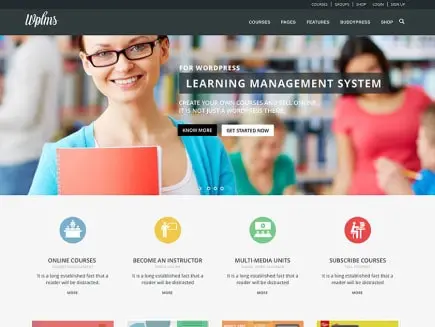 COURSES | GROUPS | SHOP LOGIN | SIGN UP
Wplms
COURSES PAGES FEATURES BUDDYPRESS SHOP
FOR WORDPRESS
LEARNING MANAGEMENT SYSTEM
CREATE YOUR OWN COURSES AND SELL ONLINE
IT IS NOT JUST A WORDPRESS THEME
KNOW MORE GET STARTED NOW
ONLINE COURSES BECOME AN INSTRUCTOR MULTI-MEDIA UNITS SUBSCRIBE COURSES
It is a long established fact that a It is a long established fact that a It is a long established fact that a It is a long established fact that a
reader will be distracted. reader will be distracted. reader will be distracted. reader will be distracted.
MORE MORE MORE MORE